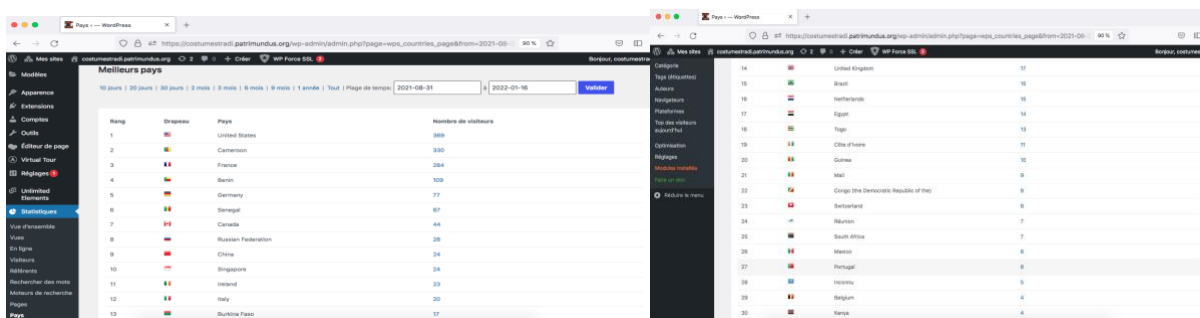 Pays ‹ — WordPress
https://costumestradi.patrimundus.org/wp-admin/admin.php?page=wps_countries_page&from=2021-08- 90 %
Mes sites costumestradi.patrimundus.org 2 0 + Créer WP Force SSL Bonjour, costumestra
Modèles
Apparence
Extensions
Comptes
Outils
Éditeur de page
Virtual Tour
Réglages
Unlimited
Elements
Statistiques
Vue d'ensemble
Vues
En ligne
Visiteurs
Référents
Rechercher des mots
Moteurs de recherche
Pages
Pays
Meilleurs pays
10 jours | 20 jours | 30 jours | 2 mois | 3 mois | 6 mois | 9 mois | 1 année | Tout | Plage de temps: 2021-08-31 à 2022-01-16 Valider
Rang Drapeau Pays Nombre de visiteurs
1 United States 369
2 Cameroon 330
3 France 284
4 Benin 109
5 Germany 77
6 Senegal 67
7 Canada 44
8 Russian Federation 28
9 China 24
10 Singapore 24
11 Ireland 23
12 Italy 20
13 Burkina Faso 17
Pays ‹ — WordPress
https://costumestradi.patrimundus.org/wp-admin/admin.php?page=wps_countries_page&from=2021-08- 90 %
Mes sites costumestradi.patrimundus.org 2 0 + Créer WP Force SSL Bonjour, costum
Catégorie
Tags (étiquettes)
Auteurs
Navigateurs
Plateformes
Top des visiteurs
aujourd'hui
Optimisation
Réglages
Modules installés
Faire un don
Réduire le menu
14 United Kingdom 17
15 Brazil 15
16 Netherlands 15
17 Egypt 14
18 Togo 13
19 Côte d'Ivoire 11
20 Guinea 10
21 Mali 9
22 Congo (the Democratic Republic of the)
23 Switzerland
24 Réunion 7
25 South Africa 7
26 Mexico 6
27 Portugal 6
28 Inconnu 5
29 Belgium 4
30 Kenya 4